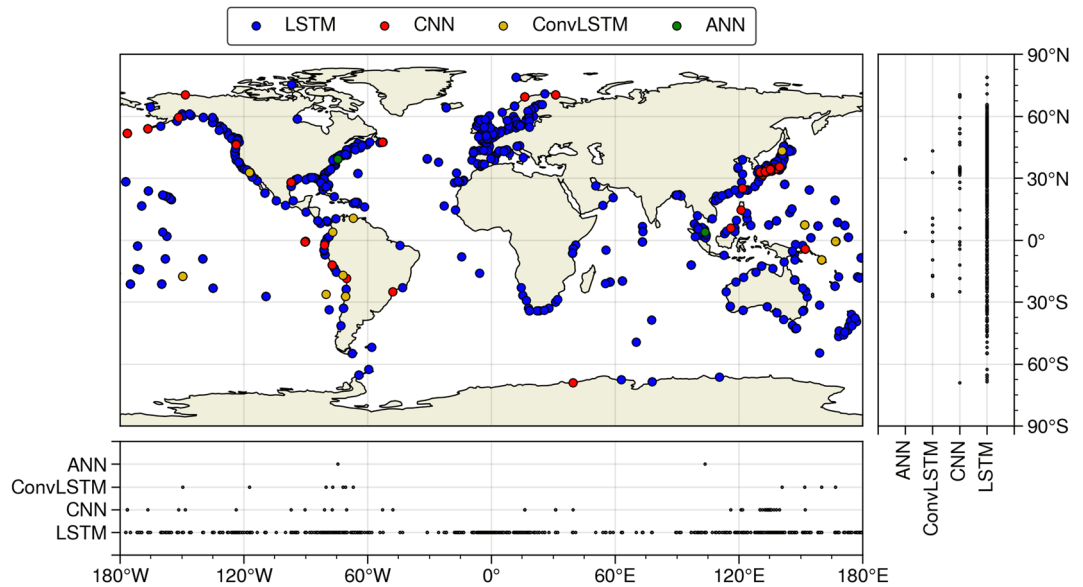 LSTM CNN ConvLSTM ANN
90°N
60°N
30°N
0°
30°S
60°S
90°S
ANN
ConvLSTM
CNN
LSTM
ANN
ConvLSTM
CNN
LSTM
180°W 120°W 60°W 0° 60°E 120°E 180°E